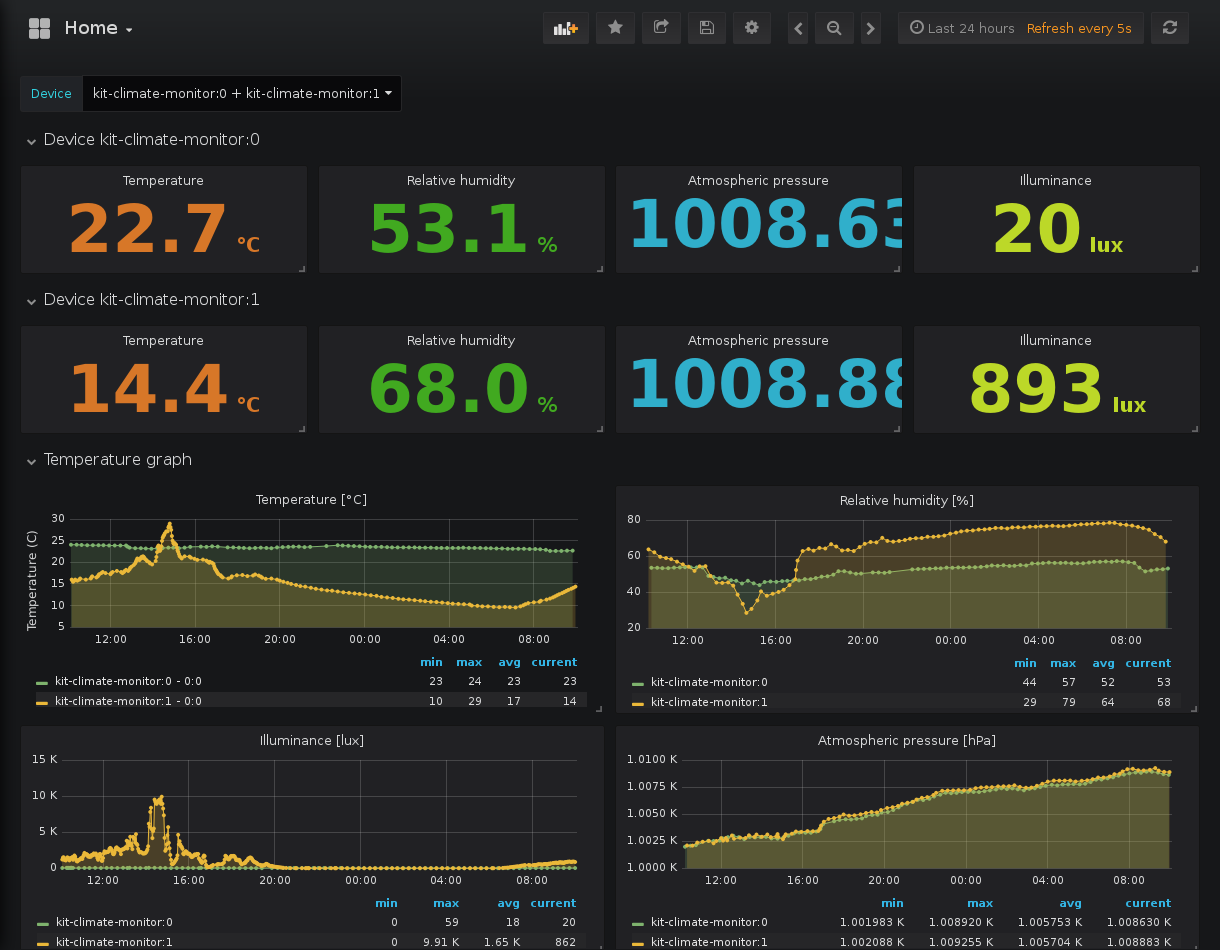 Home
Last 24 hours Refresh every 5s
Device kit-climate-monitor:0 + kit-climate-monitor:1
Device kit-climate-monitor:0
Temperature Relative humidity Atmospheric pressure Illuminance
22.7 °C 53.1 % 1008.63 20 lux
Device kit-climate-monitor:1
Temperature Relative humidity Atmospheric pressure Illuminance
14.4 °C 68.0 % 1008.88 893 lux
Temperature graph
Temperature [°C]
Temperature (C)
30
25
20
15
10
5
12:00 16:00 20:00 00:00 04:00 08:00
min max avg current
kit-climate-monitor:0 - 0:0 23 24 23 23
kit-climate-monitor:1 - 0:0 10 29 17 14
Relative humidity [%]
80
60
40
20
12:00 16:00 20:00 00:00 04:00 08:00
min max avg current
kit-climate-monitor:0 44 57 52 53
kit-climate-monitor:1 29 79 64 68
Illuminance [lux]
15 K
10 K
5 K
0
12:00 16:00 20:00 00:00 04:00 08:00
min max avg current
kit-climate-monitor:0 0 59 18 20
kit-climate-monitor:1 0 9.91 K 1.65 K 862
Atmospheric pressure [hPa]
1.0100 K
1.0075 K
1.0050 K
1.0025 K
1.0000 K
12:00 16:00 20:00 00:00 04:00 08:00
min max avg current
kit-climate-monitor:0 1.001983 K 1.008920 K 1.005753 K 1.008630 K
kit-climate-monitor:1 1.002088 K 1.009255 K 1.005704 K 1.008883 K